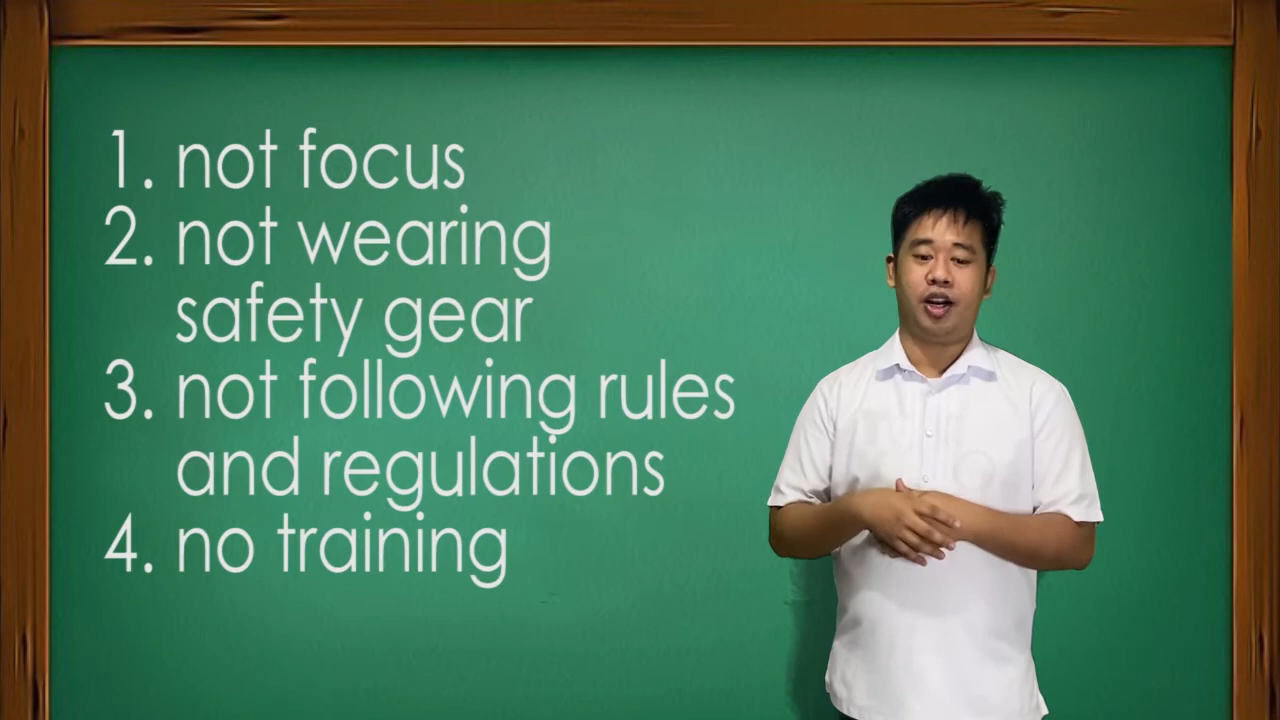 1. not focus
2. not wearing
safety gear
3. not following rules
and regulations
4. no training